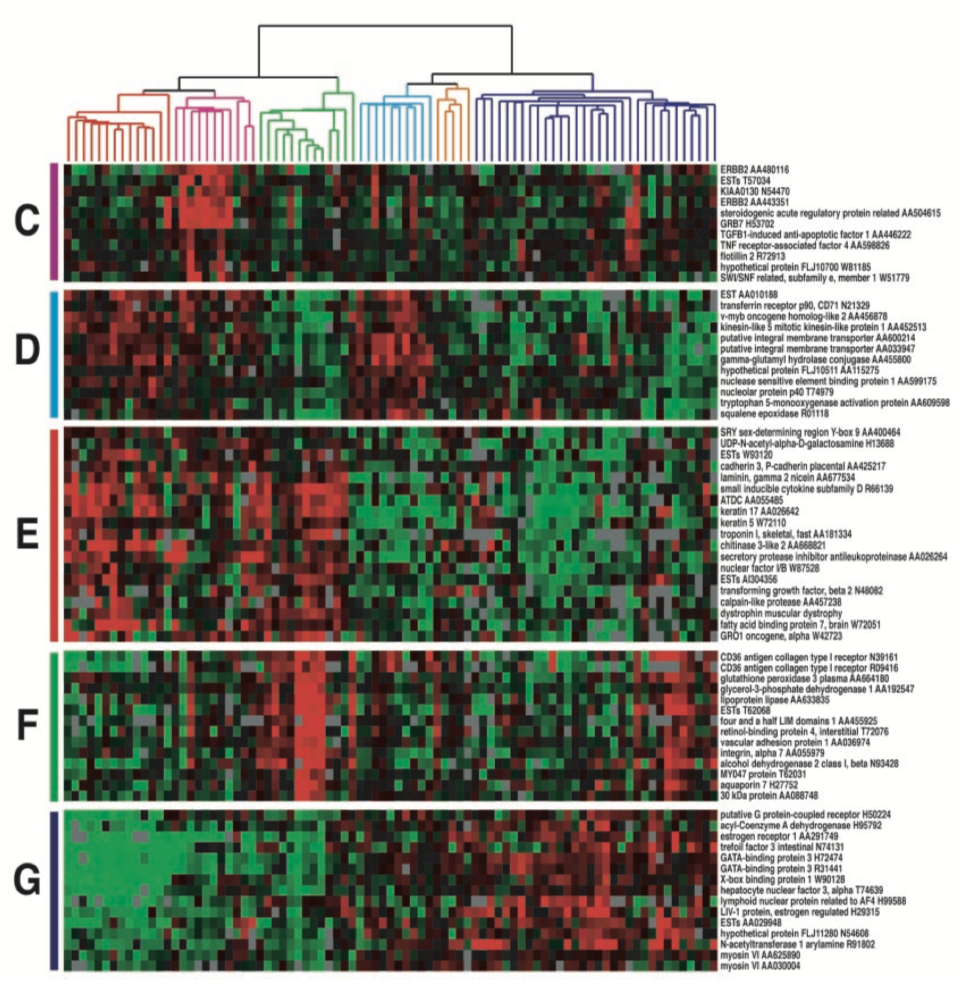 C
ERBB2 AA480116
ESTs T57034
KIAA0130 N54470
ERBB2 AA443351
steroidogenic acute regulatory protein related AA504615
GRB7 H53702
TGFB1-induced anti-apoptotic factor 1 AA446222
TNF receptor-associated factor 4 AA598826
flotillin 2 R72913
hypothetical protein FLJ10700 W81185
SWI/SNF related, subfamily e, member 1 W51779
D
EST AA010188
transferrin receptor p90, CD71 N21329
v-myb oncogene homolog-like 2 AA456878
kinesin-like 5 mitotic kinesin-like protein 1 AA452513
putative integral membrane transporter AA600214
putative integral membrane transporter AA033947
gamma-glutamyl hydrolase conjugase AA455800
hypothetical protein FLJ10511 AA115275
nuclease sensitive element binding protein 1 AA599175
nucleolar protein p40 T74979
tryptophan 5-monooxygenase activation protein AA609598
squalene epoxidase R01118
E
SRY sex-determining region Y-box 9 AA400464
UDP-N-acetyl-alpha-D-galactosamine H13688
ESTs W93120
cadherin 3, P-cadherin placental AA425217
laminin, gamma 2 nicein AA677534
small inducible cytokine subfamily D R66139
ATDC AA055485
keratin 17 AA026642
keratin 5 W72110
troponin I, skeletal, fast AA181334
chitinase 3-like 2 AA668821
secretory protease inhibitor antileukoproteinase AA026264
nuclear factor I/B W87528
ESTs AI304356
transforming growth factor, beta 2 N48082
calpain-like protease AA457238
dystrophin muscular dystrophy
fatty acid binding protein 7, brain W72051
GRO1 oncogene, alpha W42723
F
CD36 antigen collagen type I receptor N39161
CD36 antigen collagen type I receptor R09416
glutathione peroxidase 3 plasma AA664180
glycerol-3-phosphate dehydrogenase 1 AA192547
lipoprotein lipase AA633835
ESTs T62068
four and a half LIM domains 1 AA455925
retinol-binding protein 4, interstitial T72076
vascular adhesion protein 1 AA036974
integrin, alpha 7 AA055979
alcohol dehydrogenase 2 class I, beta N93428
MY047 protein T62031
aquaporin 7 H27752
30 kDa protein AA088748
G
putative G protein-coupled receptor H50224
acyl-Coenzyme A dehydrogenase H95792
estrogen receptor 1 AA291749
trefoil factor 3 intestinal N74131
GATA-binding protein 3 H72474
GATA-binding protein 3 R31441
X-box binding protein 1 W90128
hepatocyte nuclear factor 3, alpha T74639
lymphoid nuclear protein related to AF4 H99588
LIV-1 protein, estrogen regulated H29315
ESTs AA029948
hypothetical protein FLJ11280 N54608
N-acetyltransferase 1 arylamine R91802
myosin VI AA625890
myosin VI AA030004